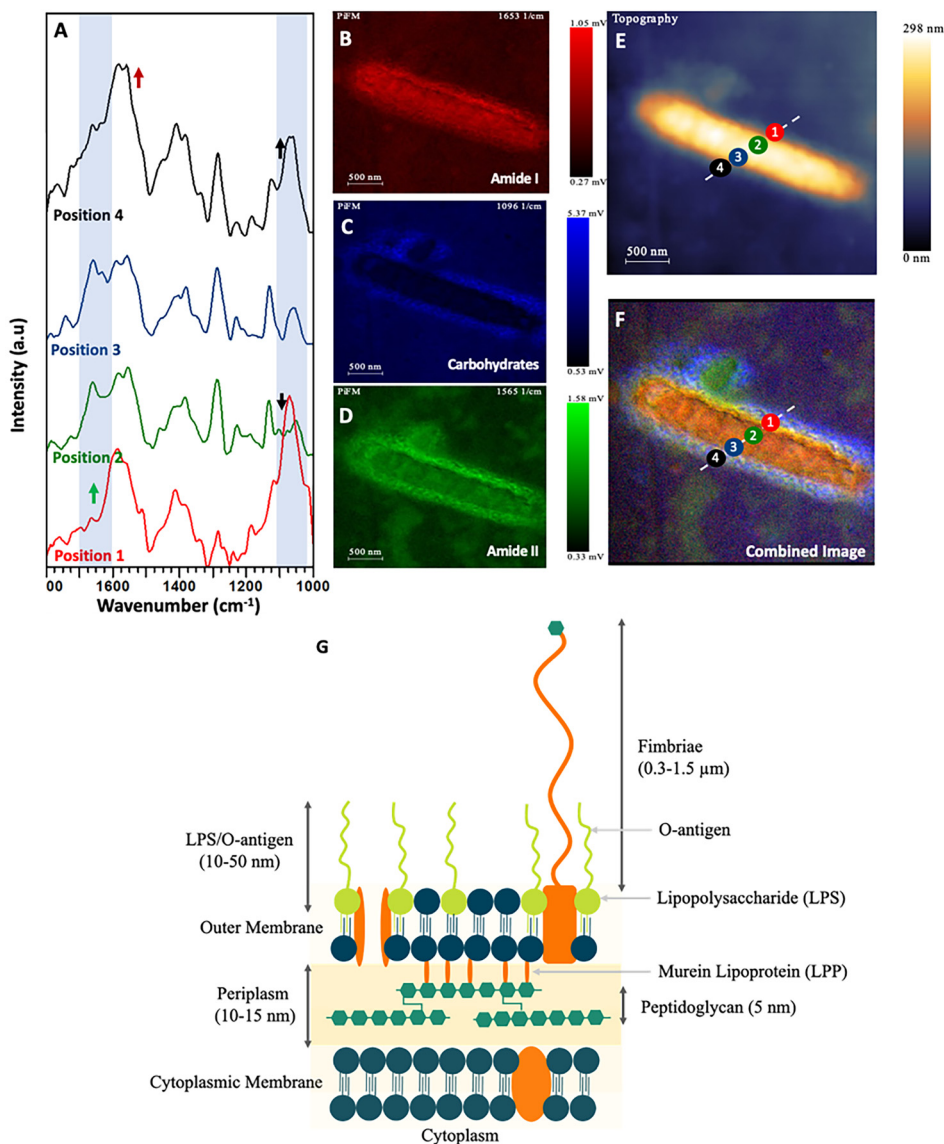 A
Position 4
Position 3
Position 2
Position 1
Intensity (a.u)
00 1600 1400 1200 1000
Wavenumber (cm-1)
B
PiFM
1653 1/cm
500 nm
Amide I
1.05 mV
0.27 mV
C
PiFM
1096 1/cm
500 nm
Carbohydrates
5.37 mV
0.53 mV
D
PiFM
1565 1/cm
500 nm
Amide II
1.58 mV
0.33 mV
Topography
E
1
2
3
4
500 nm
298 nm
0 nm
F
1
2
3
4
Combined Image
G
Fimbriae
(0.3-1.5 µm)
LPS/O-antigen
(10-50 nm)
O-antigen
Lipopolysaccharide (LPS)
Outer Membrane
Murein Lipoprotein (LPP)
Periplasm
(10-15 nm)
Peptidoglycan (5 nm)
Cytoplasmic Membrane
Cytoplasm